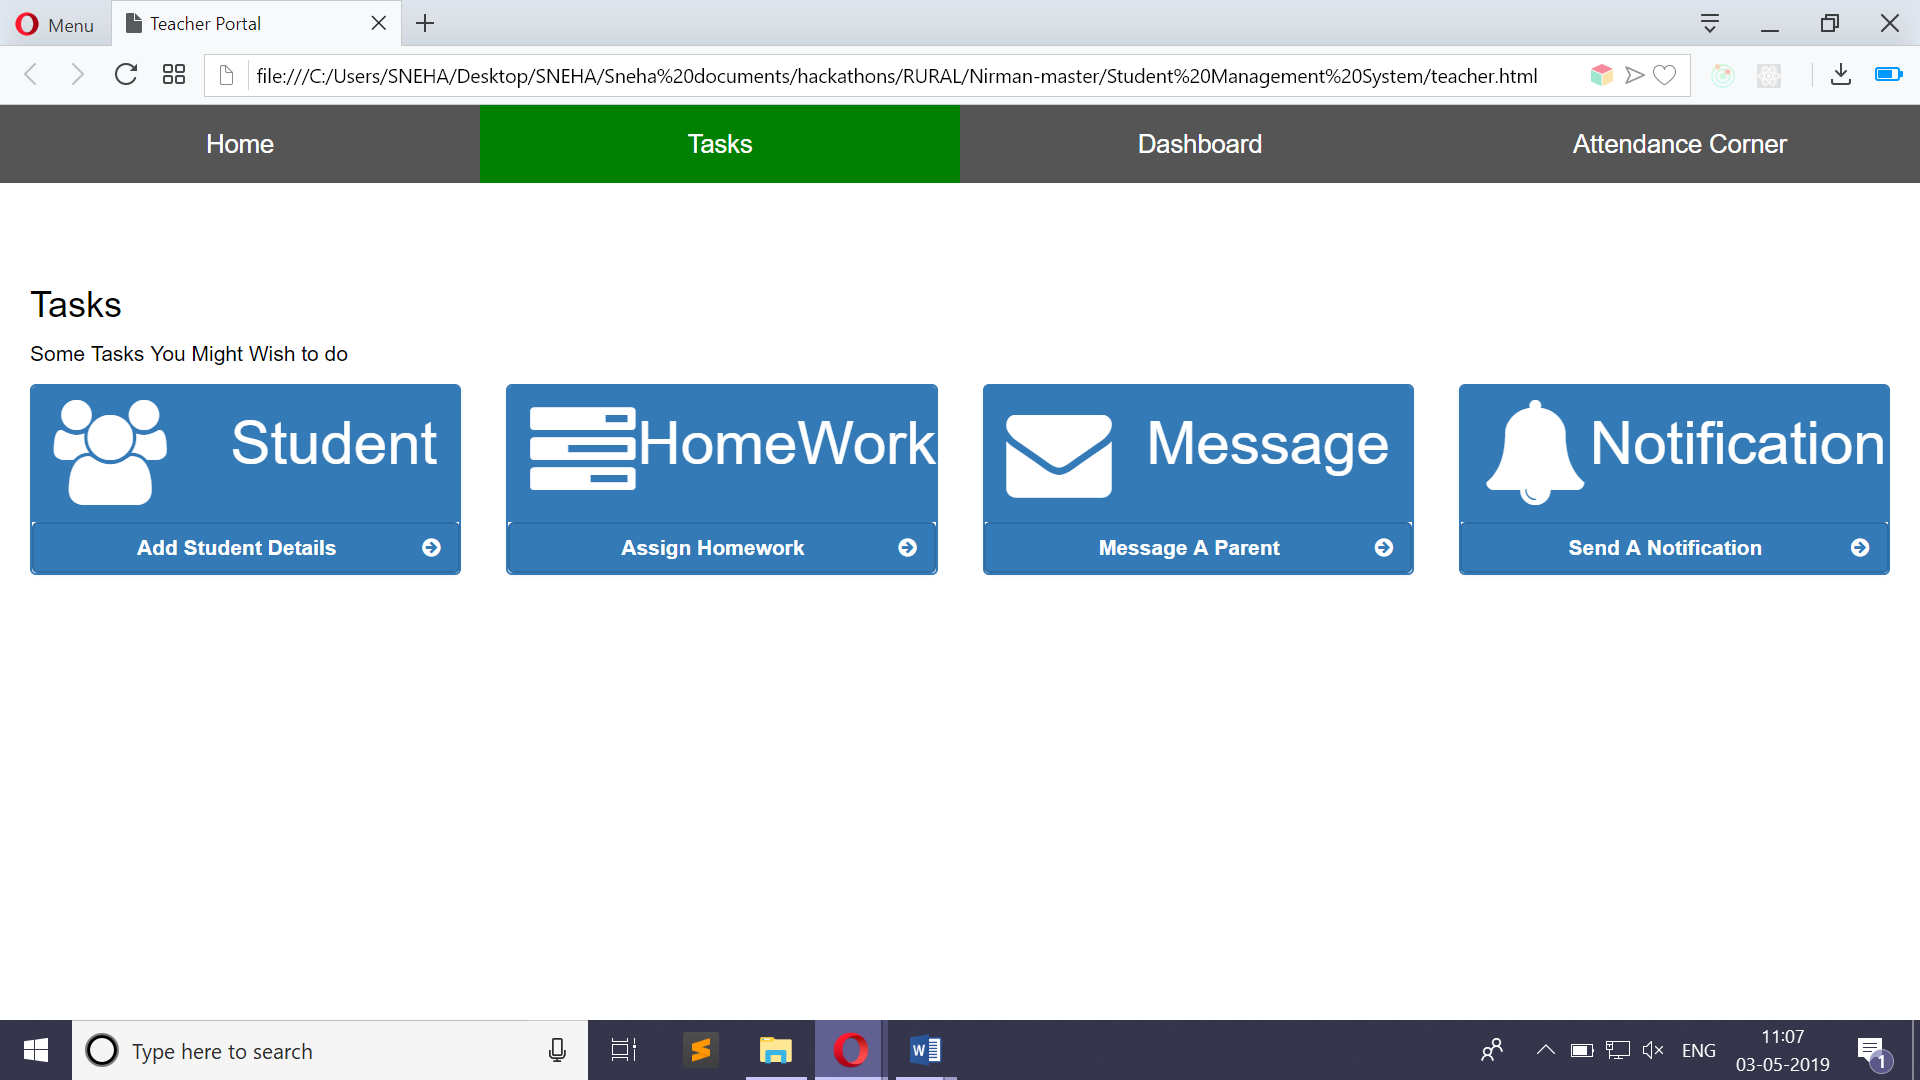 Menu
Teacher Portal
file:///C:/Users/SNEHA/Desktop/SNEHA/Sneha%20documents/hackathons/RURAL/Nirman-master/Student%20Management%20System/teacher.html
Home Tasks Dashboard Attendance Corner
Tasks
Some Tasks You Might Wish to do
Student HomeWork Message Notification
Add Student Details Assign Homework Message A Parent Send A Notification
Type here to search
W
ENG
11:07
03-05-2019
1